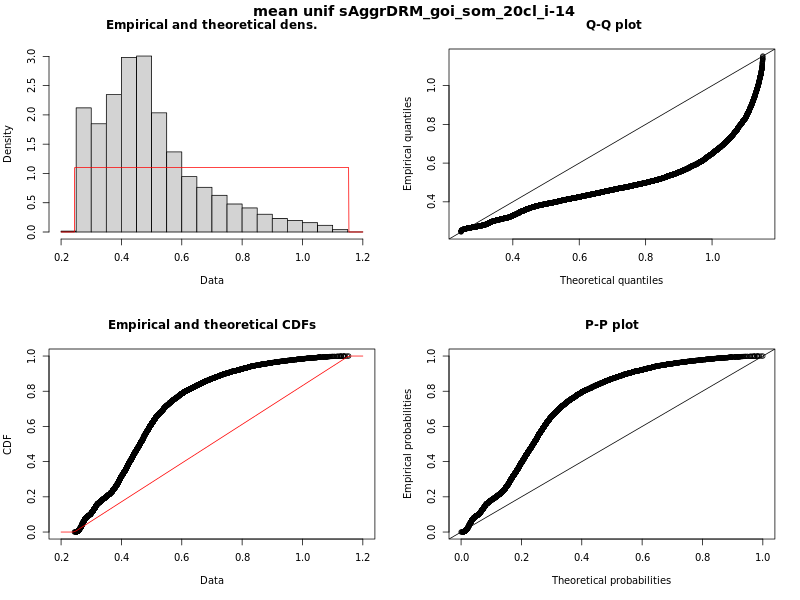 mean unif sAggrDRM_goi_som_20cl_i-14
Empirical and theoretical dens.
Density
0.0 0.5 1.0 1.5 2.0 2.5 3.0
0.2 0.4 0.6 0.8 1.0 1.2
Data
Q-Q plot
Empirical quantiles
0.4 0.6 0.8 1.0
0.4 0.6 0.8 1.0
Theoretical quantiles
Empirical and theoretical CDFs
CDF
0.0 0.2 0.4 0.6 0.8 1.0
0.2 0.4 0.6 0.8 1.0 1.2
Data
P-P plot
Empirical probabilities
0.0 0.2 0.4 0.6 0.8 1.0
0.0 0.2 0.4 0.6 0.8 1.0
Theoretical probabilities